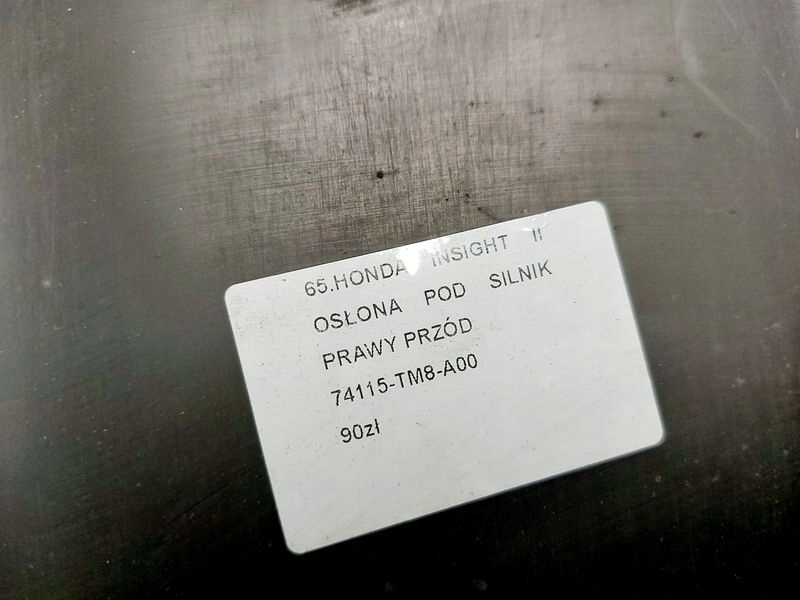 65.HONDA INSIGHT II
OSŁONA POD SILNIK
PRAWY PRZÓD
74115-TM8-A00
90zł